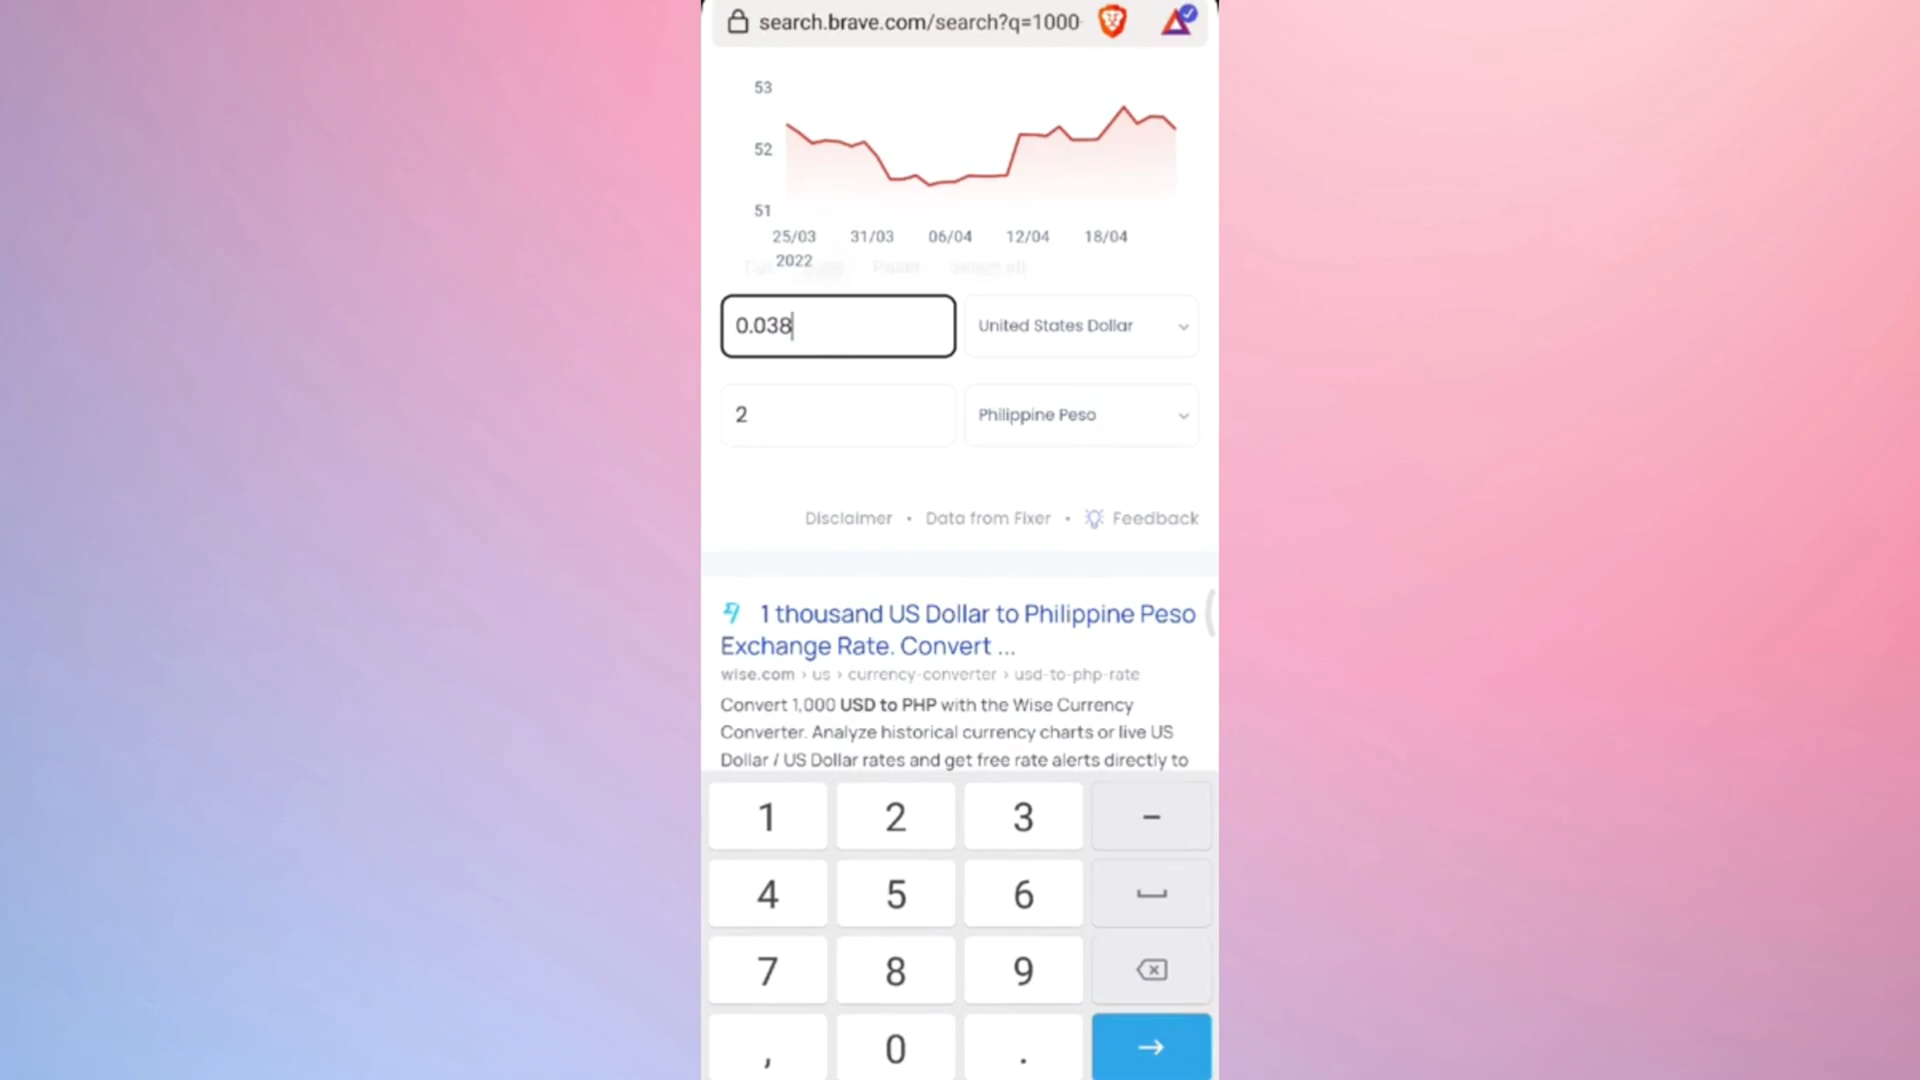 search.brave.com/search?q=1000
53
52
51
25/03 31/03 06/04 12/04 18/04
2022
Paste Select all
0.038 United States Dollar
2 Philippine Peso
Disclaimer • Data from Fixer • Feedback
1 thousand US Dollar to Philippine Peso
Exchange Rate. Convert ...
wise.com › us › currency-converter › usd-to-php-rate
Convert 1,000 USD to PHP with the Wise Currency
Converter. Analyze historical currency charts or live US
Dollar / US Dollar rates and get free rate alerts directly to
1 2 3 -
4 5 6
7 8 9
, 0 .